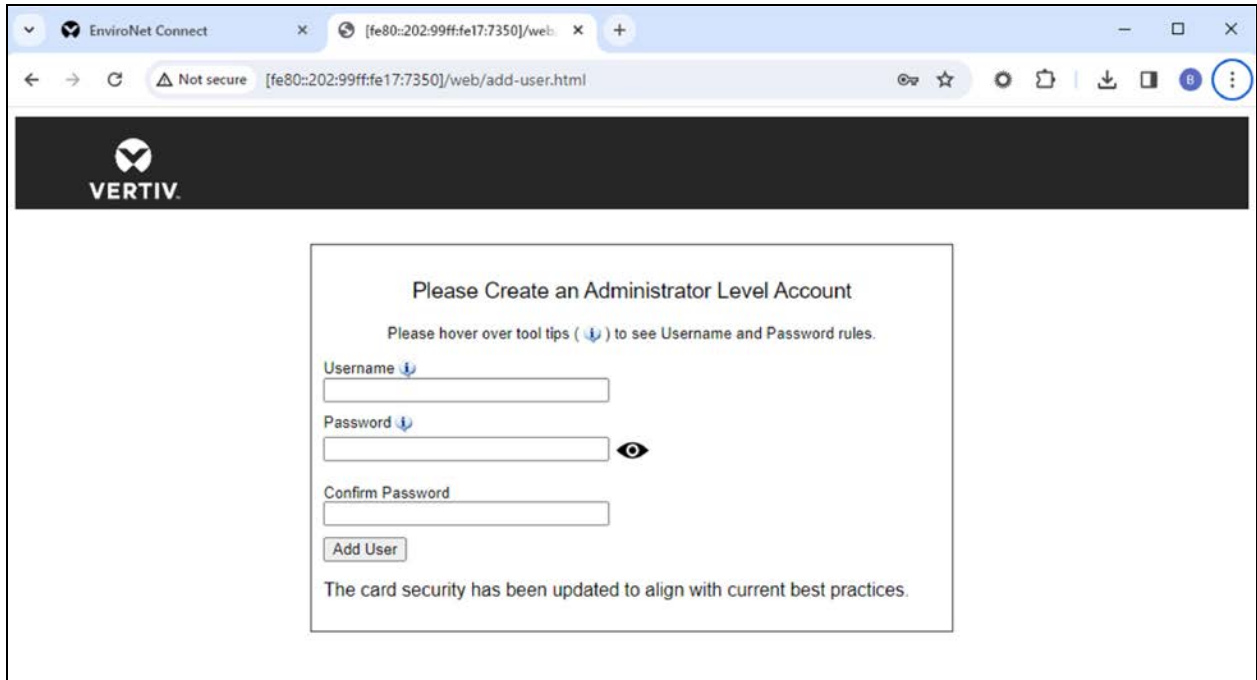 EnviroNet Connect
[fe80::202:99ff:fe17:7350]/web
Not secure
[fe80::202:99ff:fe17:7350]/web/add-user.html
B
VERTIV.
Please Create an Administrator Level Account
Please hover over tool tips ( i ) to see Username and Password rules.
Username i
Password i
Confirm Password
Add User
The card security has been updated to align with current best practices.